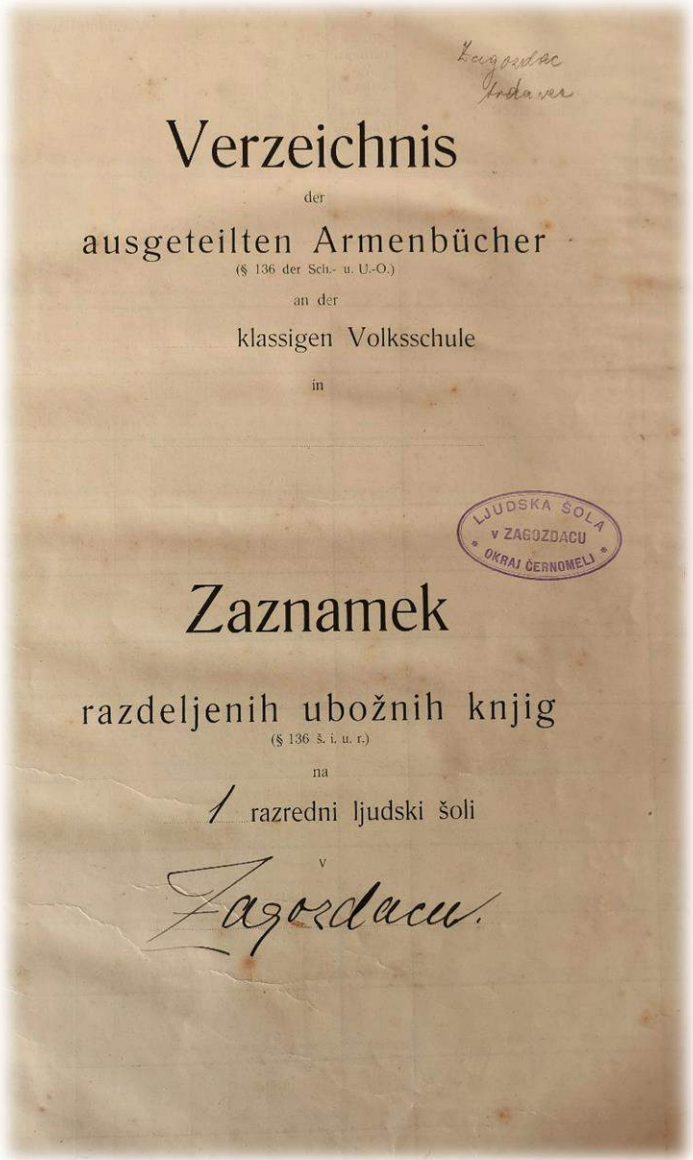 Zagozdac
Verzeichnis
der
ausgeteilten Armenbücher
(§ 136 der Sch.- u. U.-O.)
an der
klassigen Volksschule
in
LJUDSKA ŠOLA
v ZAGOZDACU
* OKRAJ ČRNOMELJ *
Zaznamek
razdeljenih ubožnih knjig
(§ 136 š. i. u. r.)
na
1 razredni ljudski šoli
v
Zagozdacu.